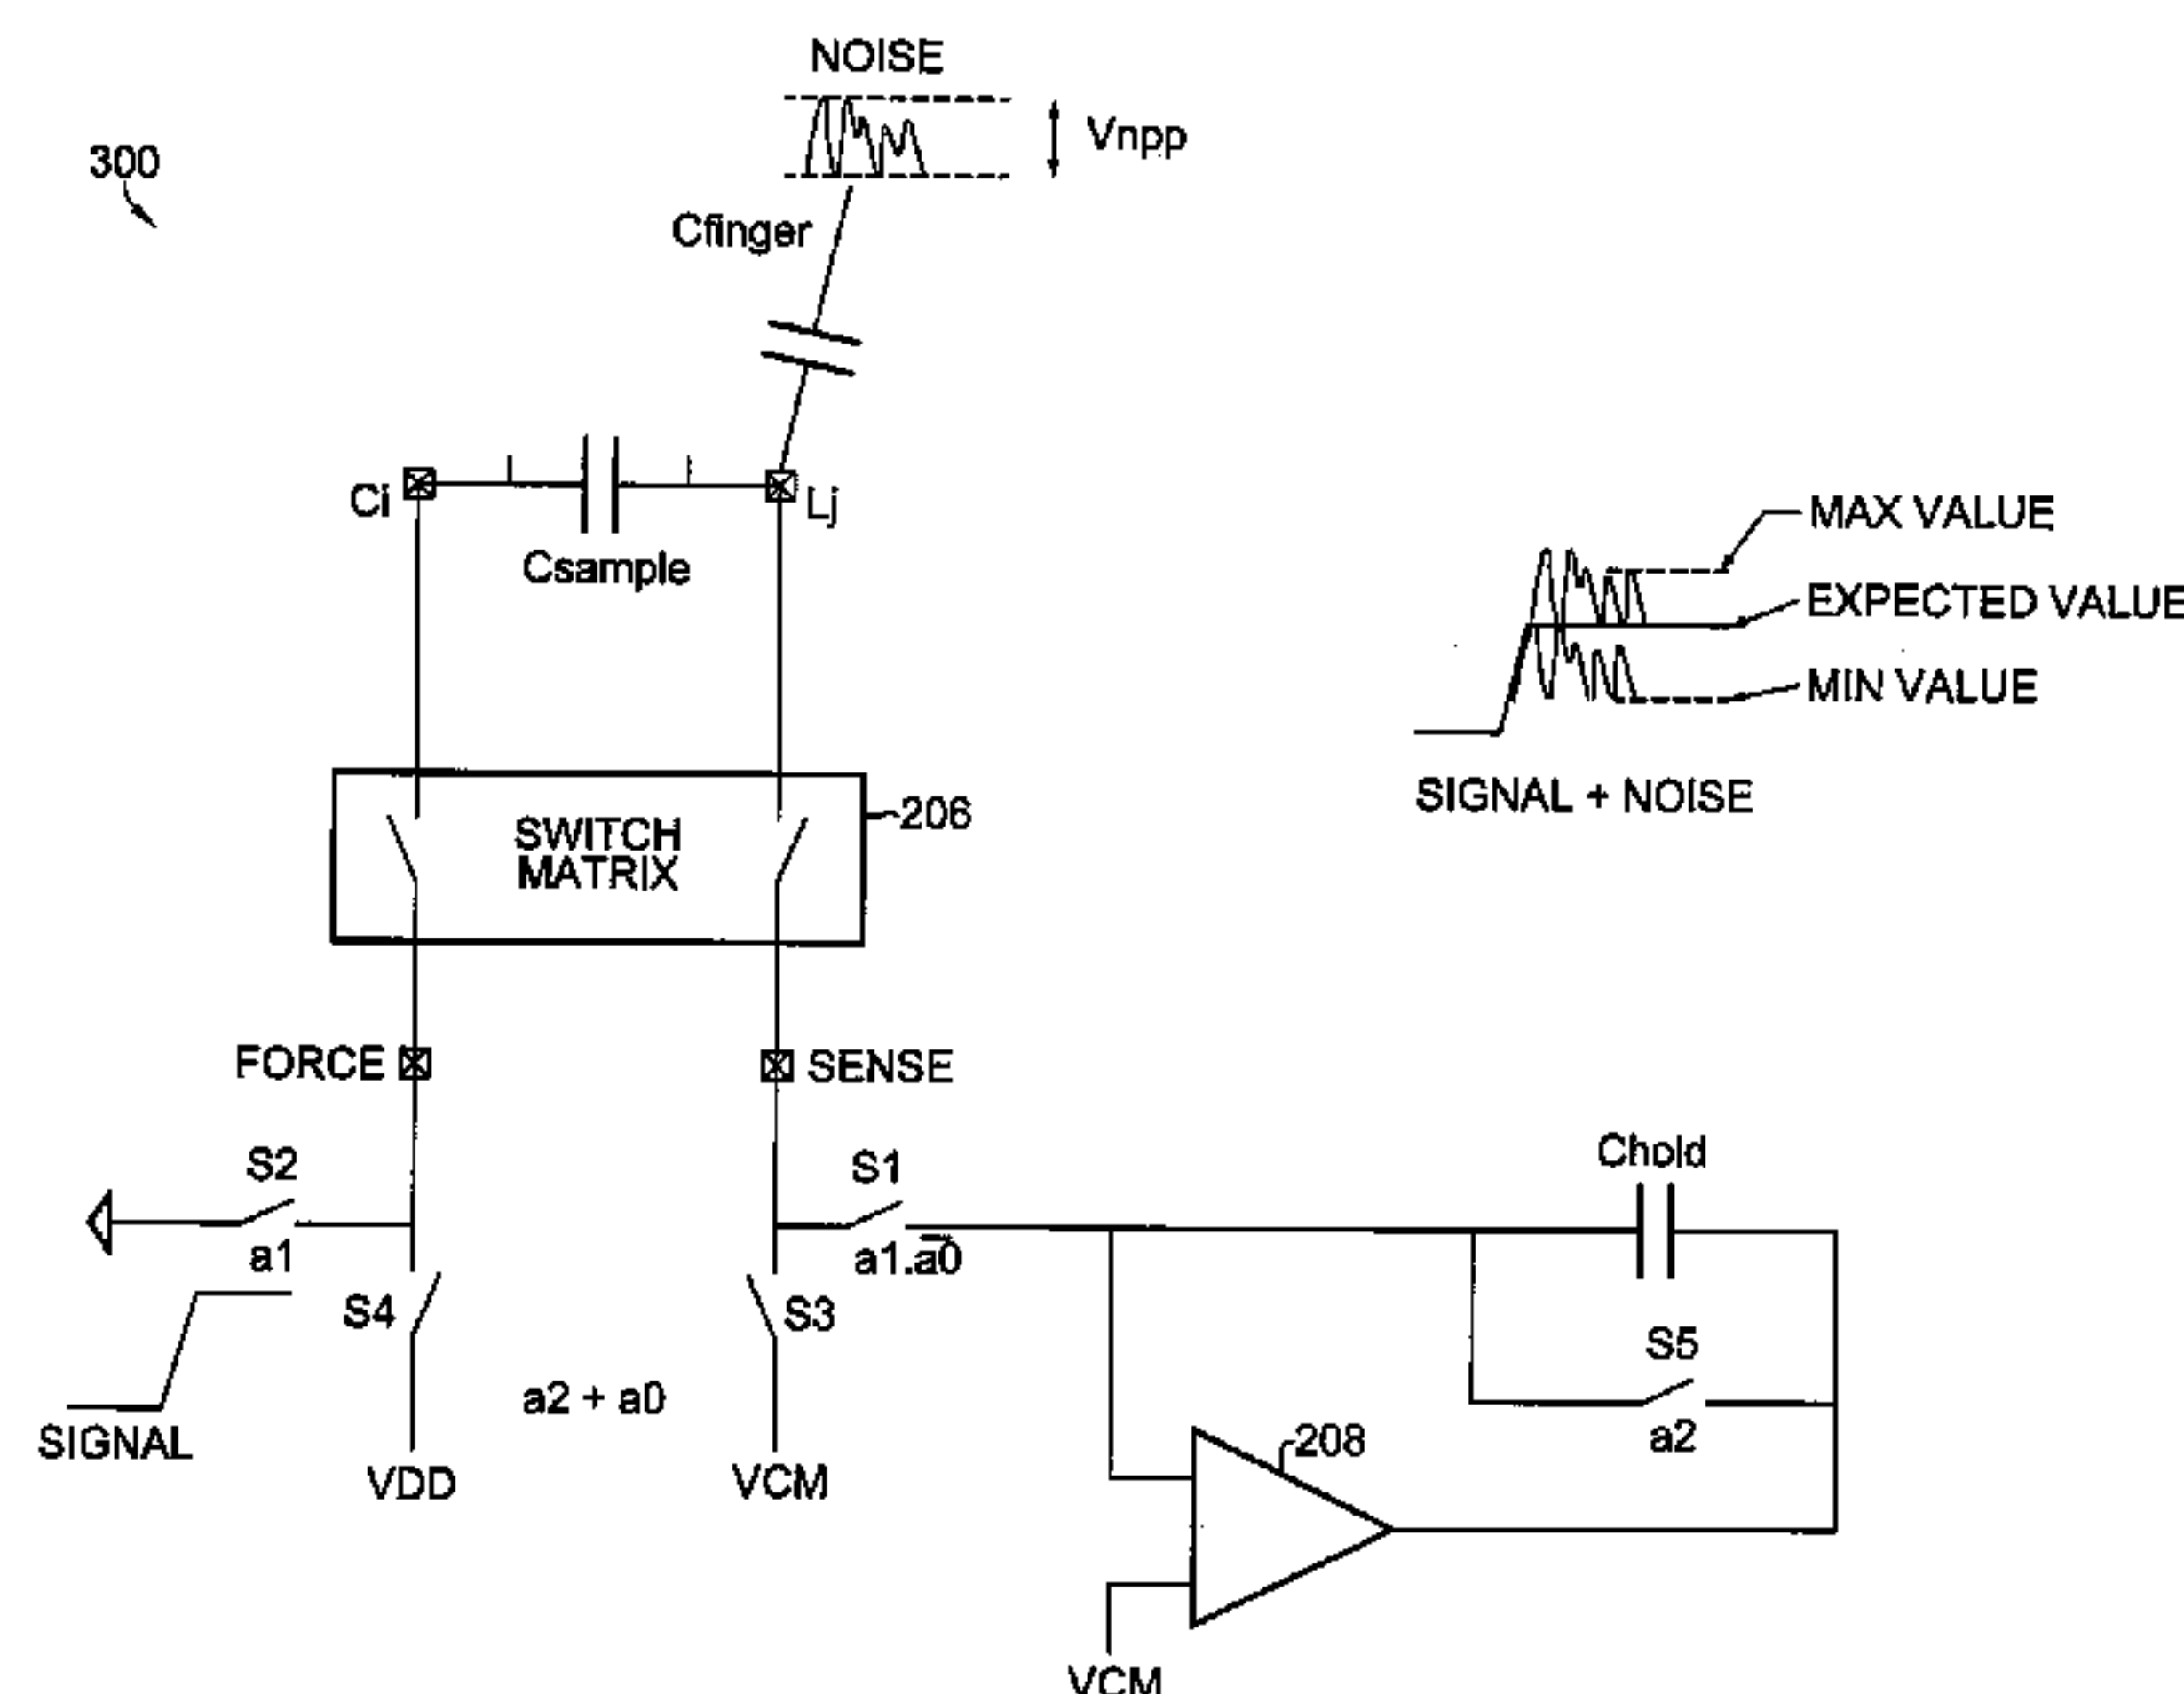 NOISE
300
Vnpp
Cfinger
Ci
Lj
Csample
MAX VALUE
EXPECTED VALUE
MIN VALUE
SIGNAL + NOISE
SWITCH
MATRIX
206
FORCE
SENSE
S2
a1
S1
a1.a̅0̅
Chold
S4
S3
S5
a2
a2 + a0
SIGNAL
VDD
VCM
208
VCM